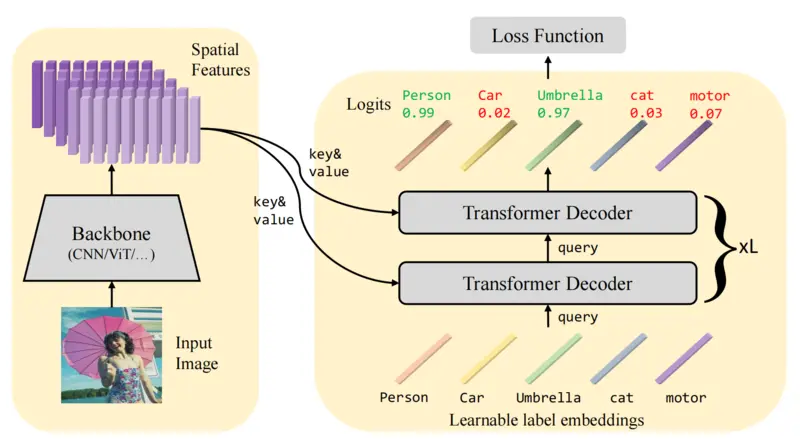 Loss Function
Spatial
Features
Logits
Person Car Umbrella cat motor
0.99 0.02 0.97 0.03 0.07
key&
value
key&
value
Transformer Decoder
query
Transformer Decoder
xL
query
Backbone
(CNN/ViT/…)
Input
Image
Person Car Umbrella cat motor
Learnable label embeddings